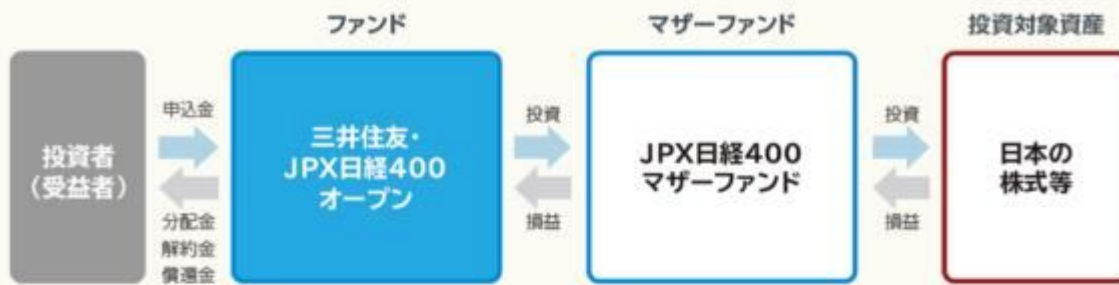 ファンド
マザーファンド
投資対象資産
投資者
（受益者）
申込金
分配金
解約金
償還金
三井住友・
JPX日経400
オープン
投資
損益
JPX日経400
マザーファンド
投資
損益
日本の
株式等